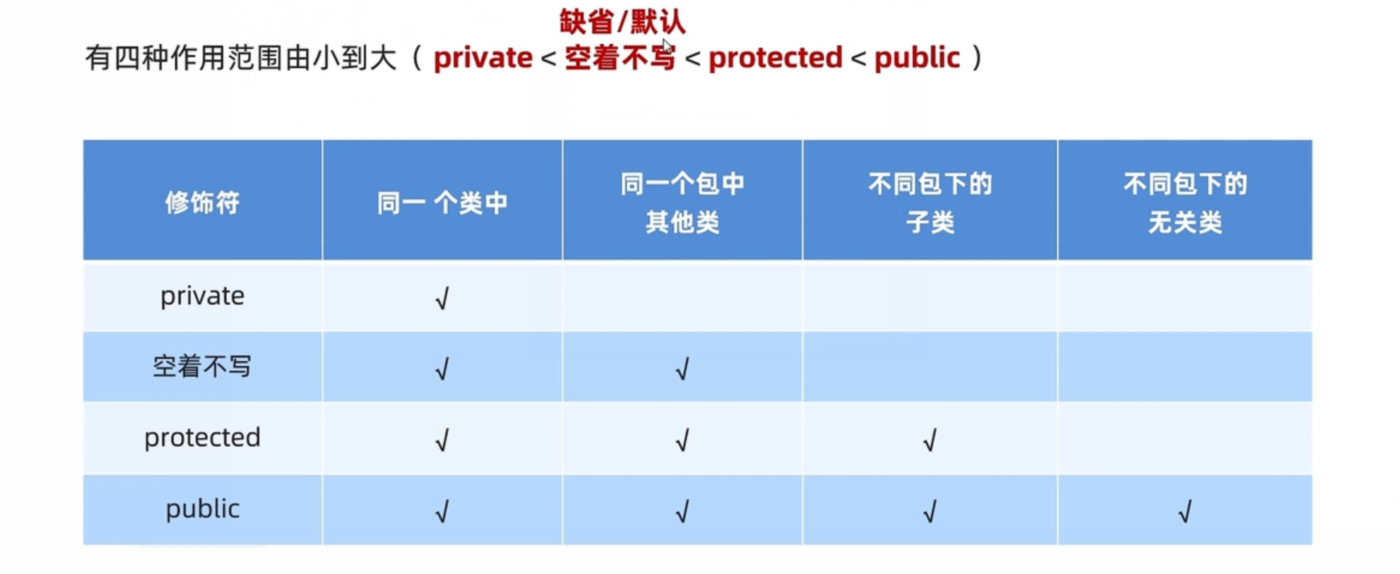 缺省/默认
有四种作用范围由小到大（ private < 空着不写 < protected < public ）
修饰符 同一 个类中 同一个包中 其他类 不同包下的 子类 不同包下的 无关类
private √
空着不写 √ √
protected √ √ √
public √ √ √ √